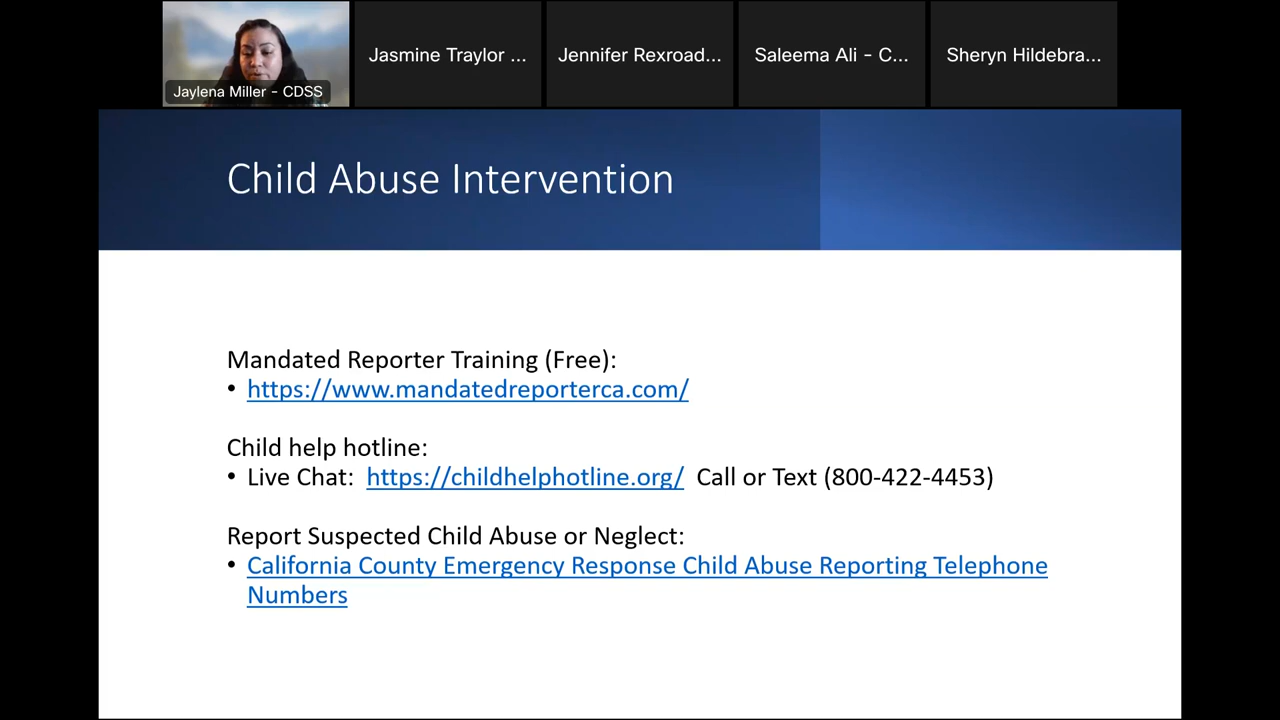 Jaylena Miller - CDSS
Jasmine Traylor ...
Jennifer Rexroad...
Saleema Ali - C...
Sheryn Hildebra...
Child Abuse Intervention
Mandated Reporter Training (Free):
• https://www.mandatedreporterca.com/
Child help hotline:
• Live Chat: https://childhelphotline.org/ Call or Text (800-422-4453)
Report Suspected Child Abuse or Neglect:
• California County Emergency Response Child Abuse Reporting Telephone
Numbers